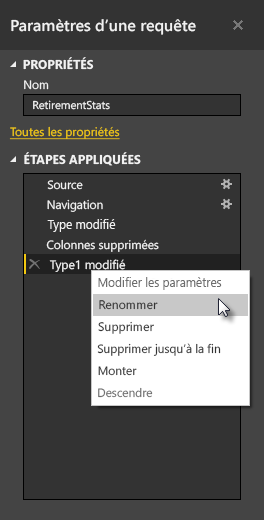 Paramètres d’une requête
PROPRIÉTÉS
Nom
RetirementStats
Toutes les propriétés
ÉTAPES APPLIQUÉES
Source
Navigation
Type modifié
Colonnes supprimées
Type1 modifié
Modifier les paramètres
Renommer
Supprimer
Supprimer jusqu’à la fin
Monter
Descendre